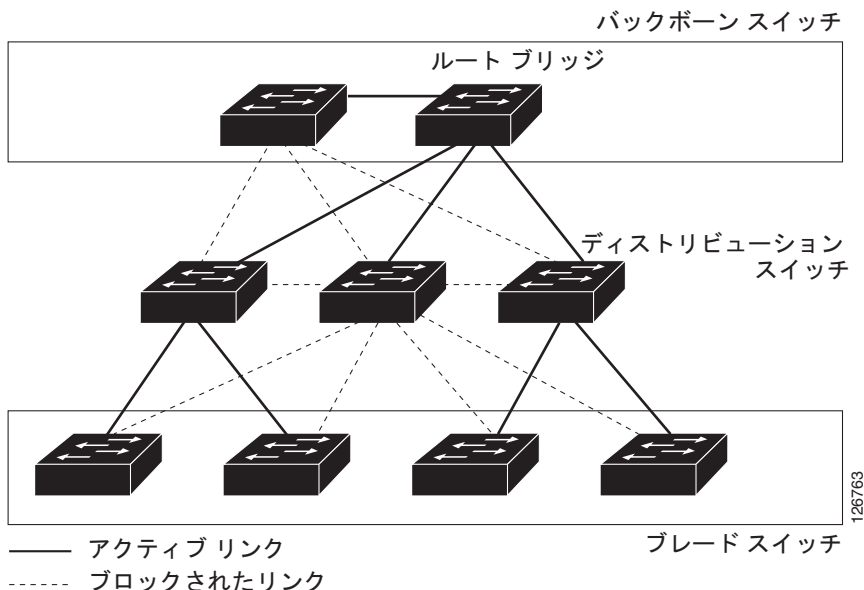 バックボーン スイッチ
ルート ブリッジ
ディストリビューション
スイッチ
126763
ブレード スイッチ
アクティブ リンク
ブロックされたリンク